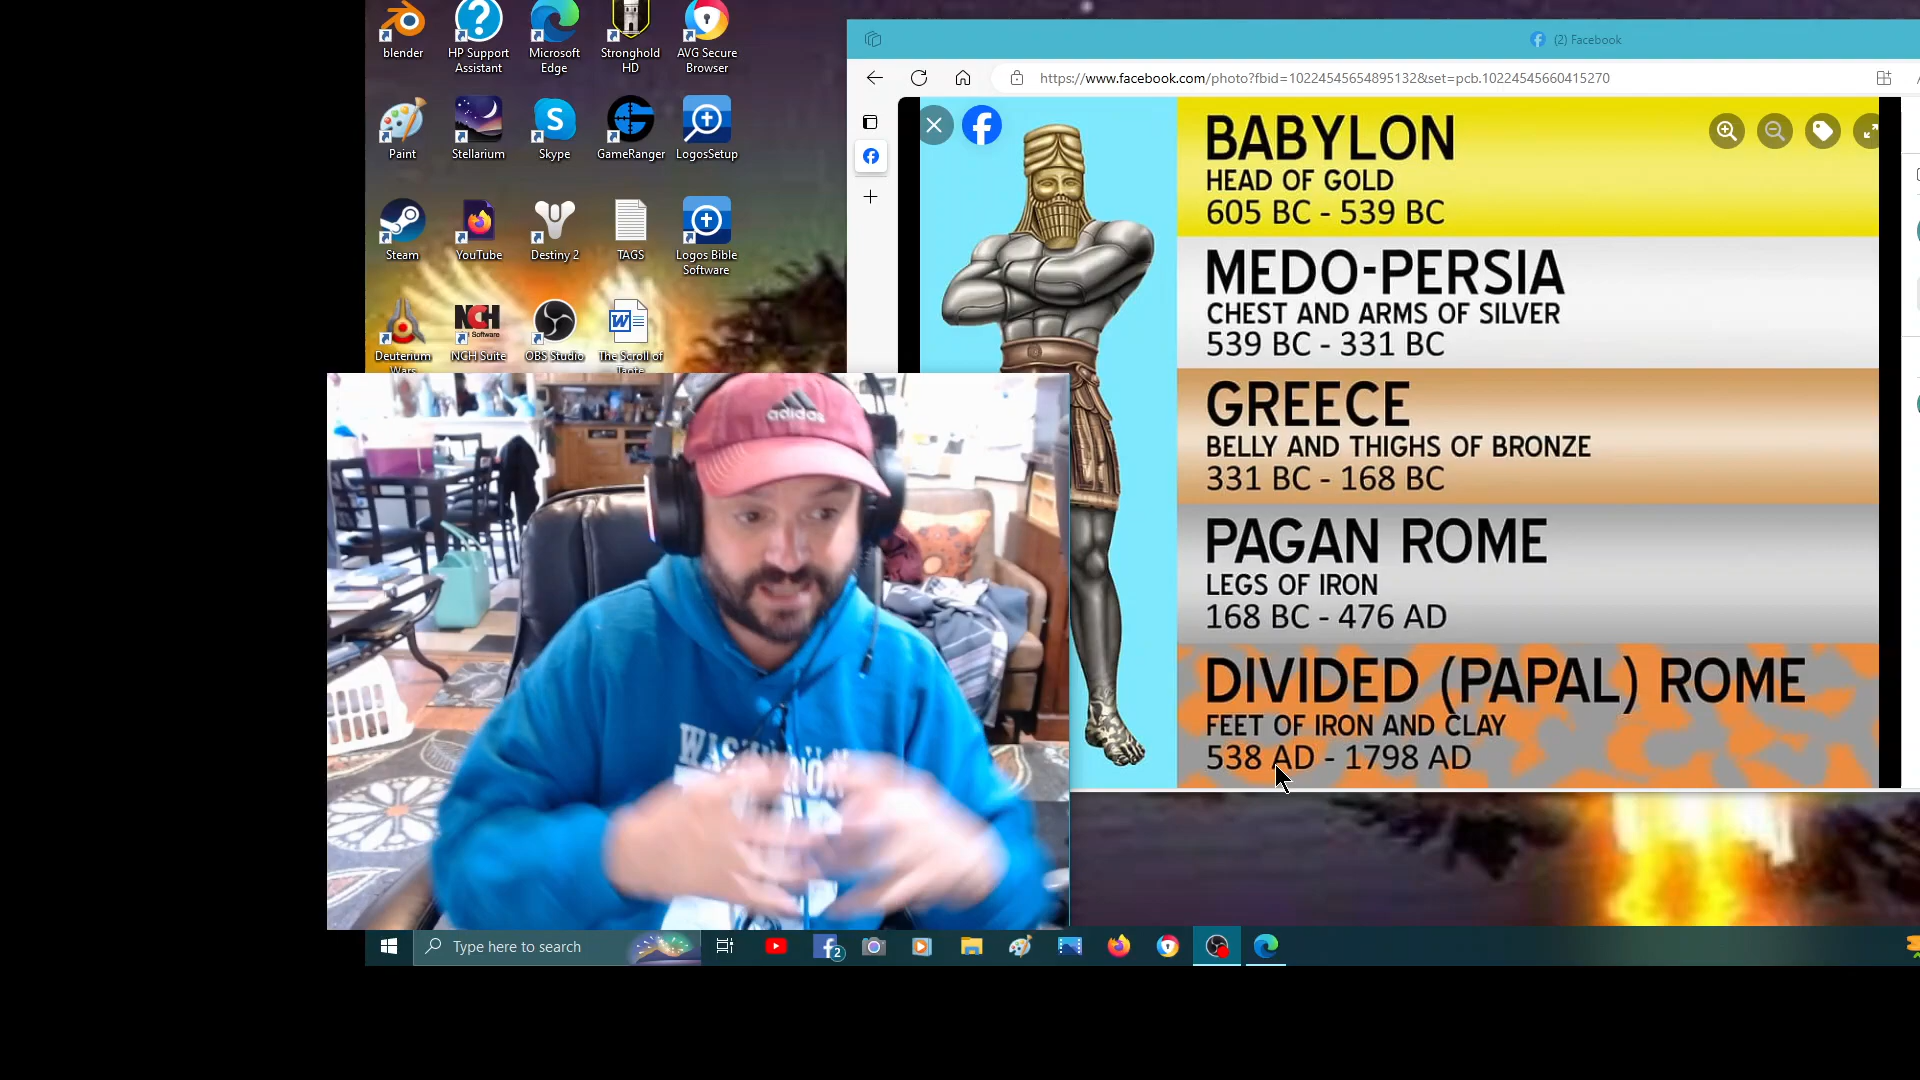 blender
HP Support
Assistant
Microsoft
Edge
Stronghold
HD
AVG Secure
Browser
Paint
Stellarium
Skype
GameRanger
LogosSetup
Steam
YouTube
Destiny 2
TAGS
Logos Bible
Software
Deuterium
Wars
NCH Suite
OBS Studio
The Scroll of
(2) Facebook
https://www.facebook.com/photo?fbid=10224545654895132&set=pcb.10224545660415270
BABYLON
HEAD OF GOLD
605 BC - 539 BC
MEDO-PERSIA
CHEST AND ARMS OF SILVER
539 BC - 331 BC
GREECE
BELLY AND THIGHS OF BRONZE
331 BC - 168 BC
PAGAN ROME
LEGS OF IRON
168 BC - 476 AD
DIVIDED (PAPAL) ROME
FEET OF IRON AND CLAY
538 AD - 1798 AD
adidas
Type here to search
2